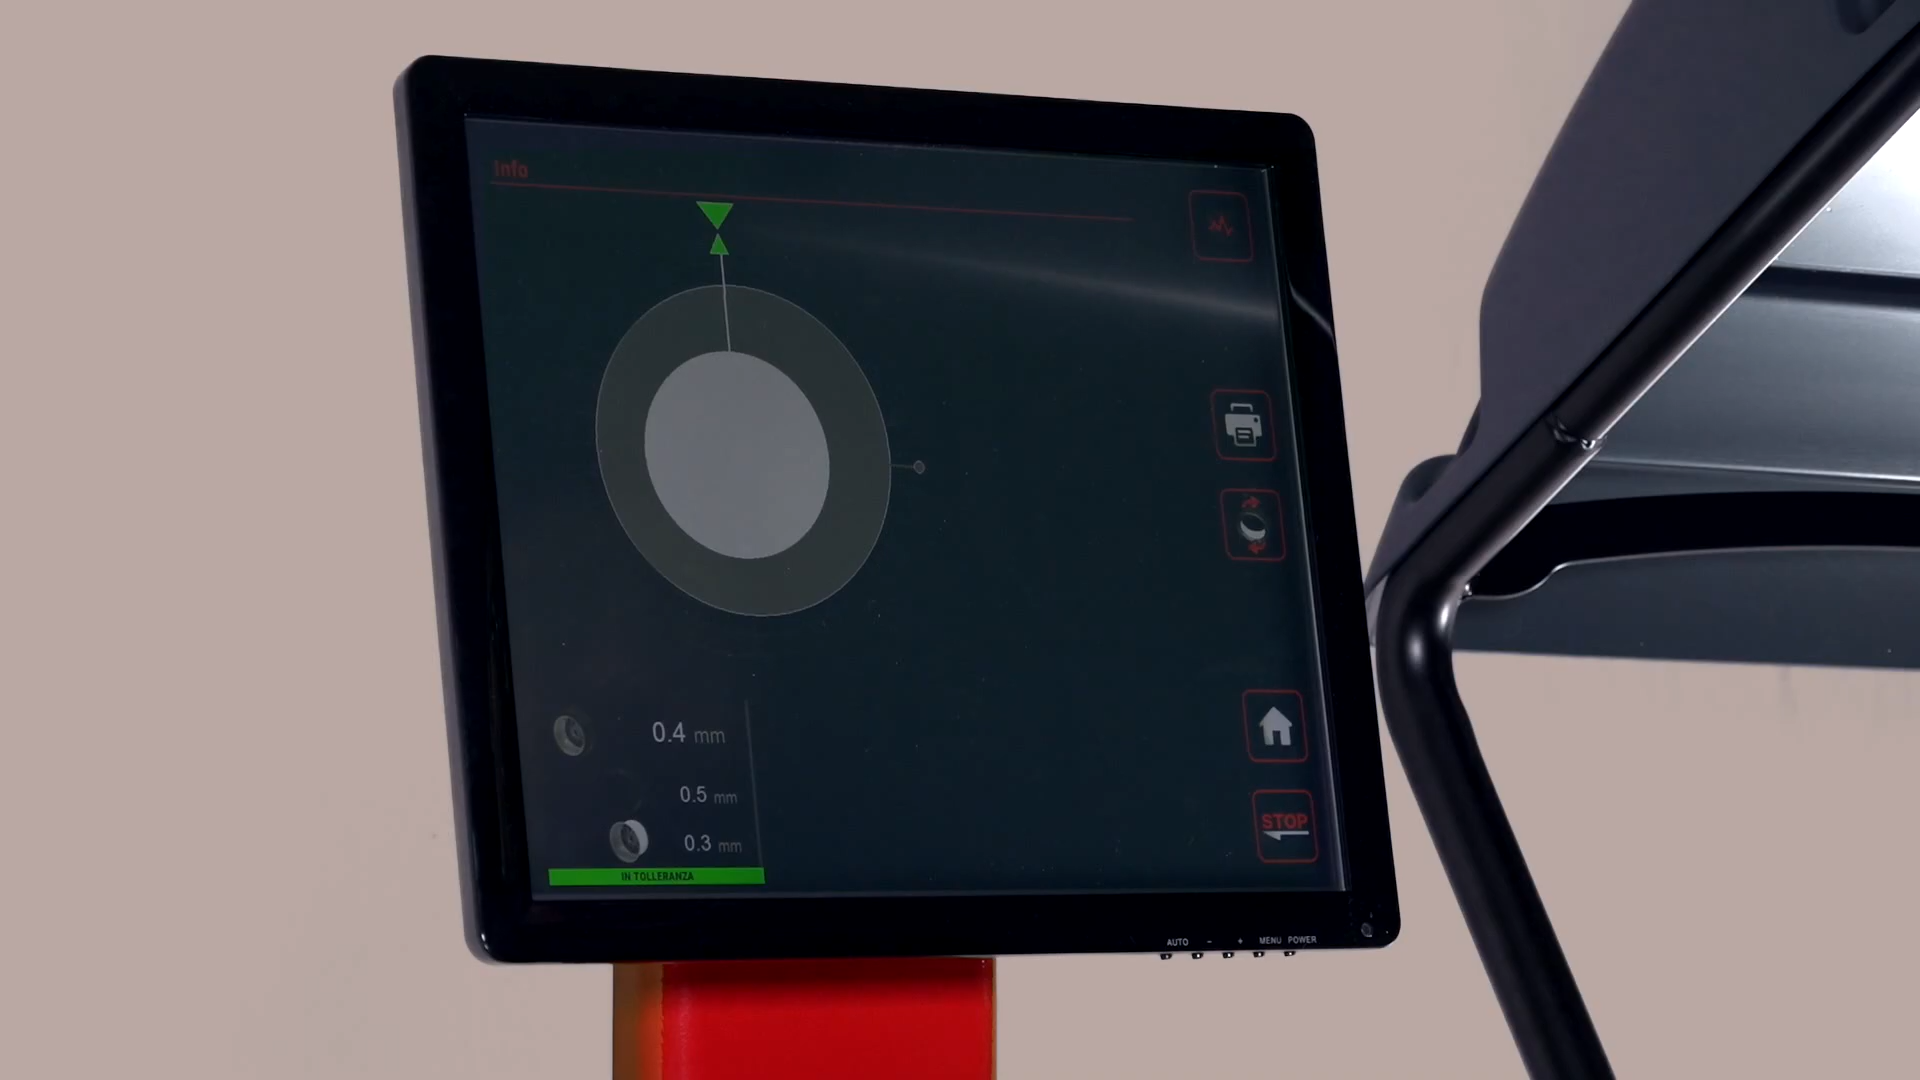 Info
0.4 mm
0.5 mm
0.3 mm
IN TOLLERANZA
STOP
AUTO - + MENU POWER